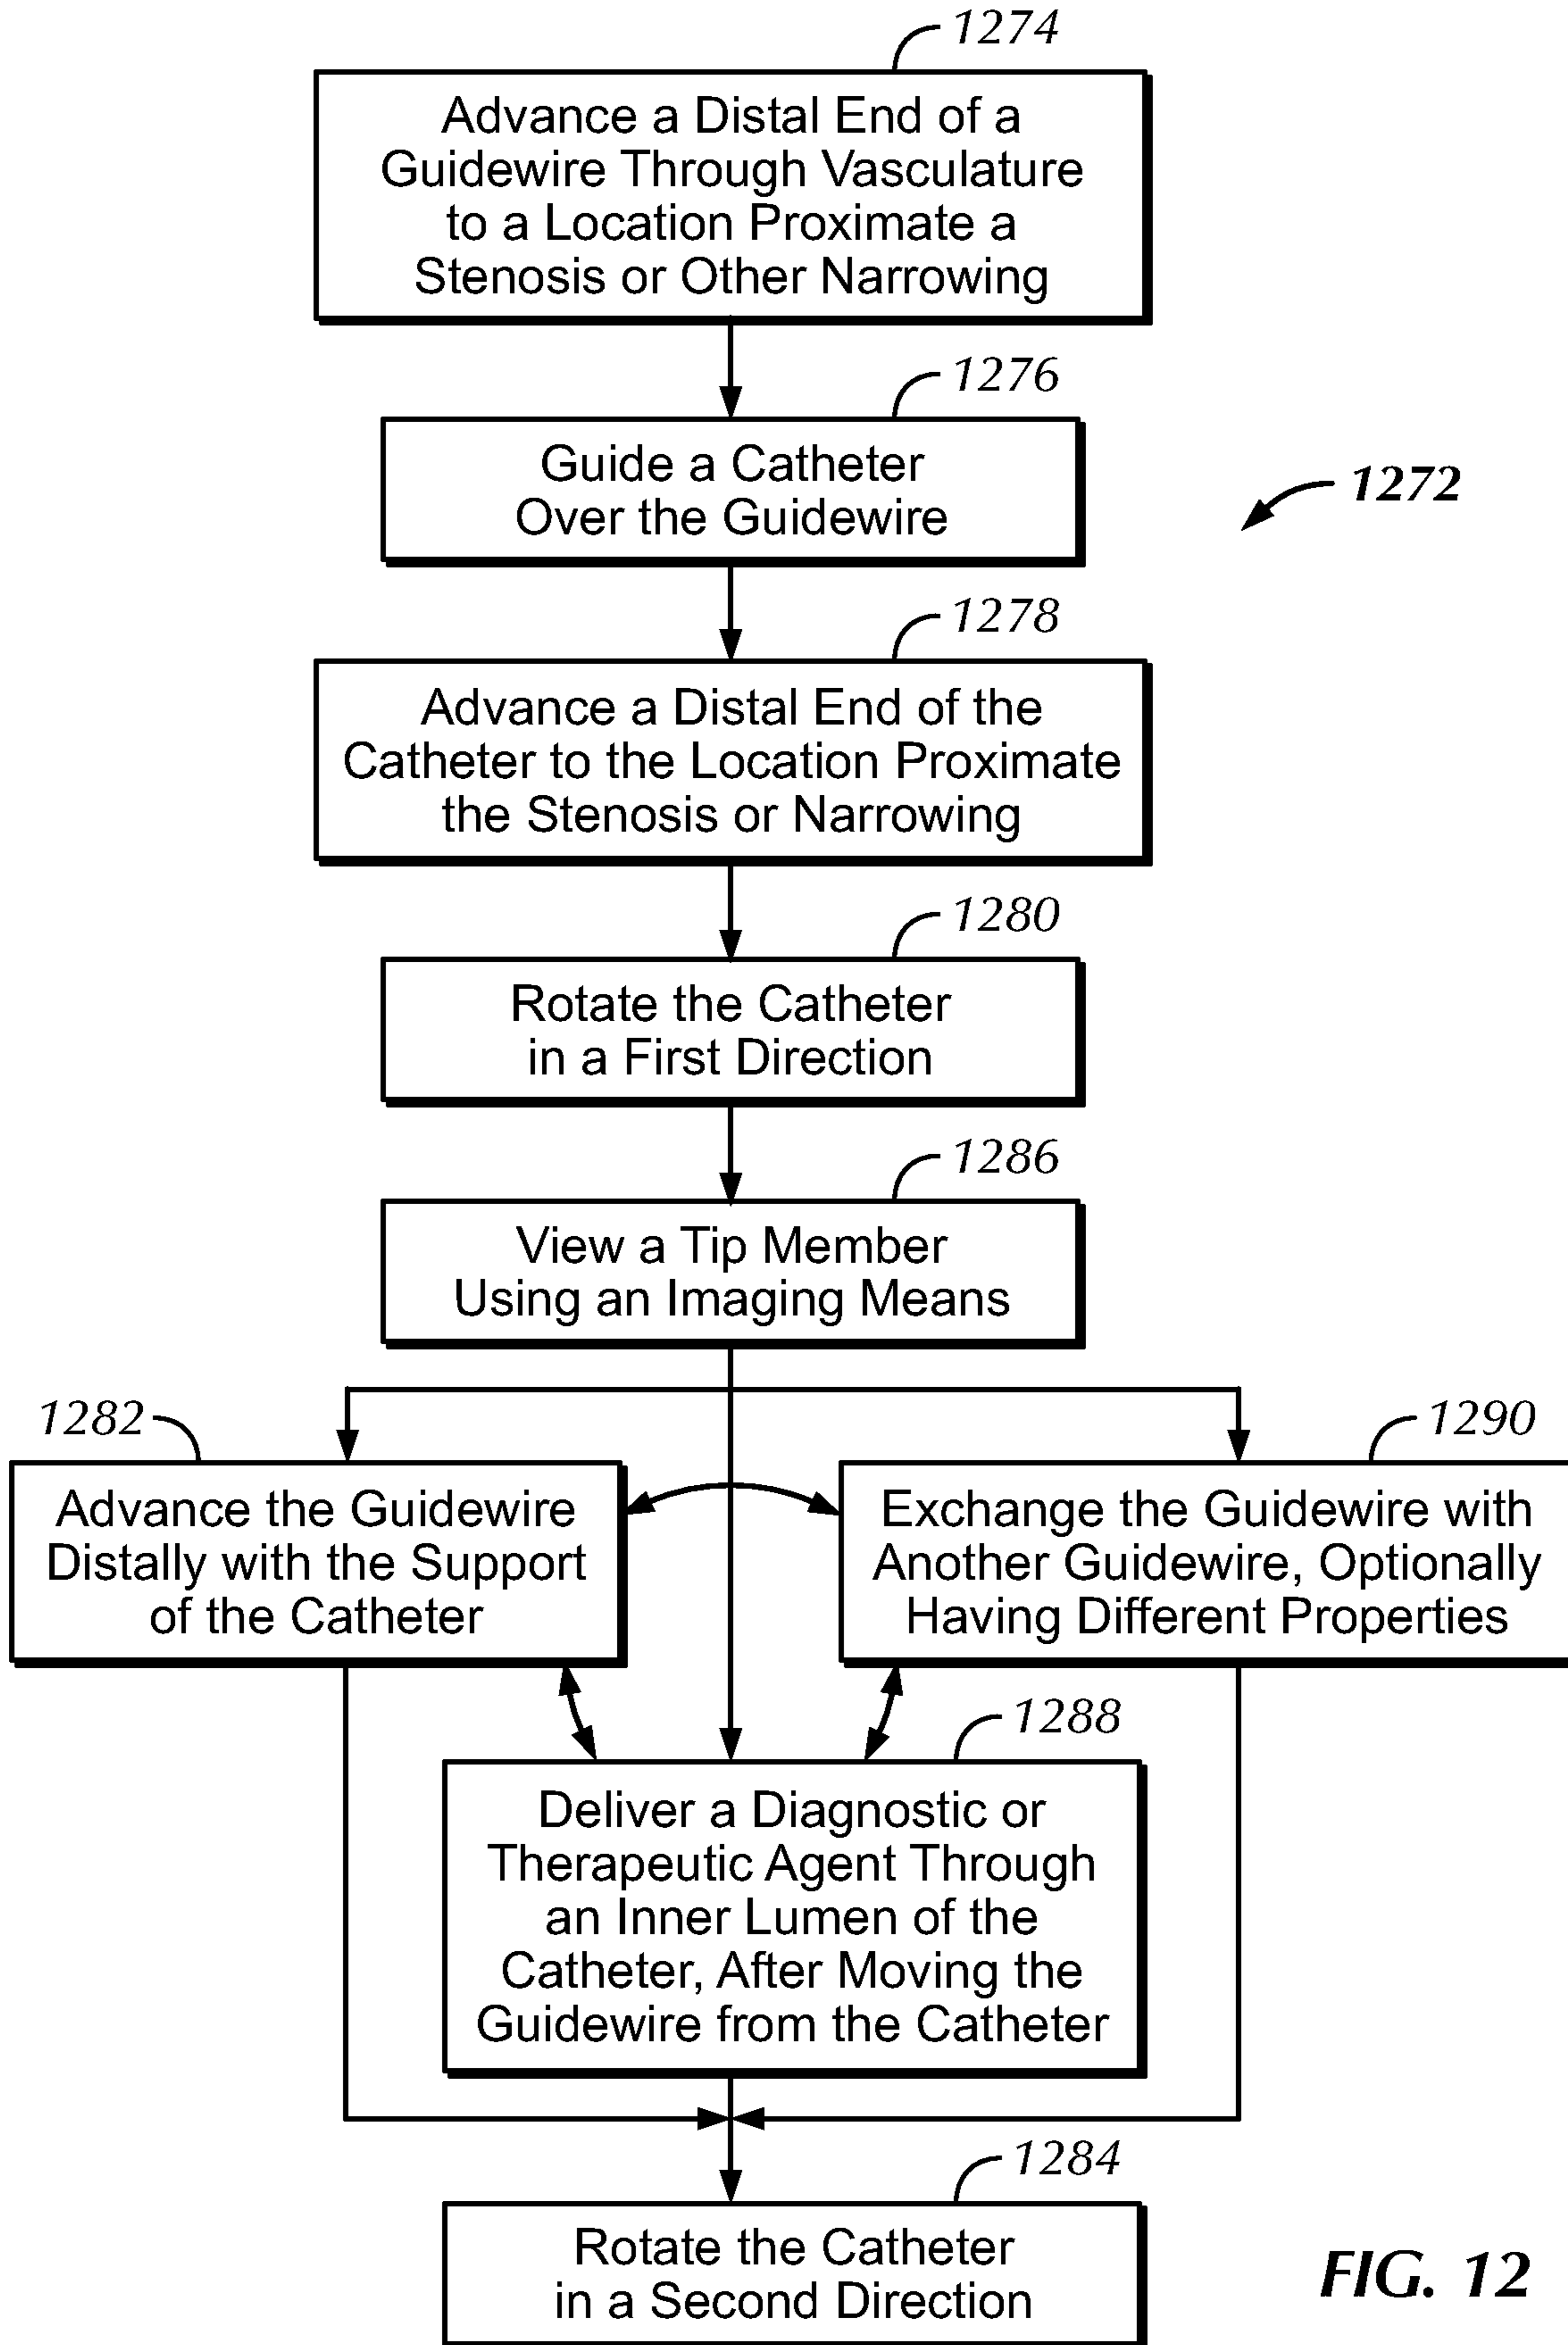 1274
Advance a Distal End of a
Guidewire Through Vasculature
to a Location Proximate a
Stenosis or Other Narrowing
1276
Guide a Catheter
Over the Guidewire
1272
1278
Advance a Distal End of the
Catheter to the Location Proximate
the Stenosis or Narrowing
1280
Rotate the Catheter
in a First Direction
1286
View a Tip Member
Using an Imaging Means
1282
Advance the Guidewire
Distally with the Support
of the Catheter
1290
Exchange the Guidewire with
Another Guidewire, Optionally
Having Different Properties
1288
Deliver a Diagnostic or
Therapeutic Agent Through
an Inner Lumen of the
Catheter, After Moving the
Guidewire from the Catheter
1284
Rotate the Catheter
in a Second Direction
FIG. 12